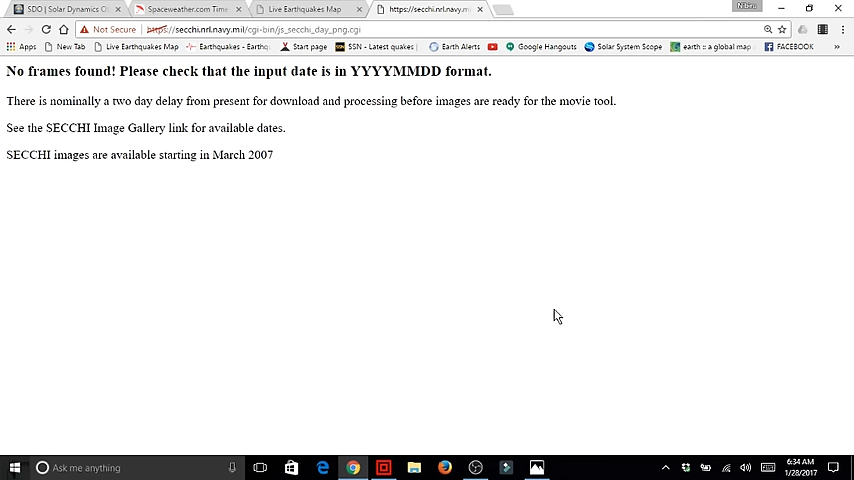 SDO | Solar Dynamics O
Spaceweather.com Time
Live Earthquakes Map
https://secchi.nrl.navy.m
Nibiru
Not Secure
https://secchi.nrl.navy.mil/cgi-bin/js_secchi_day_png.cgi
Apps
New Tab
Live Earthquakes Map
Earthquakes - Earthq
Start page
SSN - Latest quakes
Earth Alerts
Google Hangouts
Solar System Scope
earth :: a global map
FACEBOOK
»
No frames found! Please check that the input date is in YYYYMMDD format.
There is nominally a two day delay from present for download and processing before images are ready for the movie tool.
See the SECCHI Image Gallery link for available dates.
SECCHI images are available starting in March 2007
Ask me anything
6:34 AM
1/28/2017